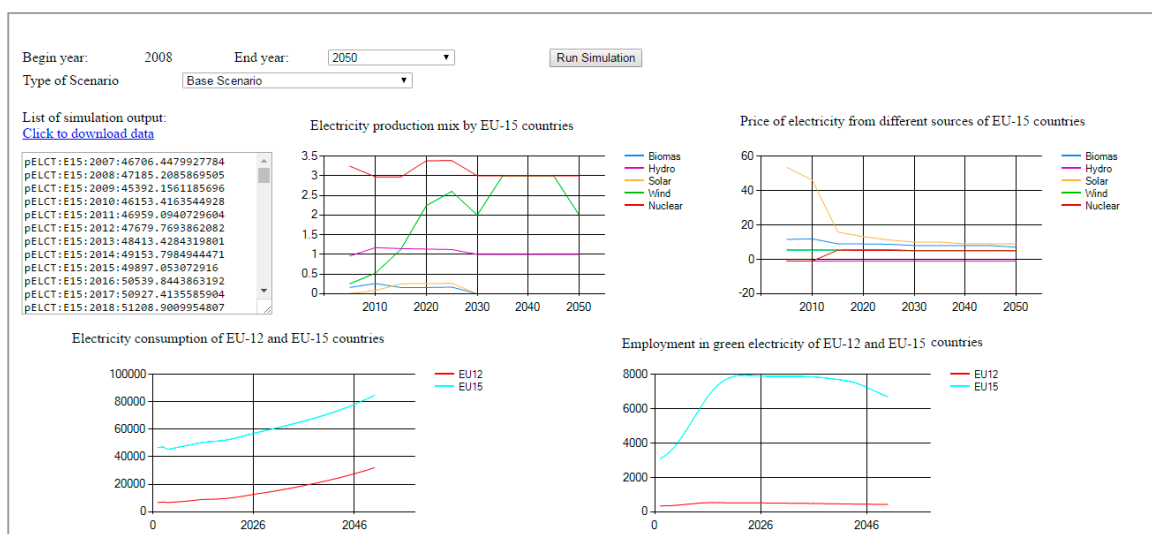 Begin year: 2008 End year: 2050 Run Simulation
Type of Scenario Base Scenario
List of simulation output:
Click to download data
pELCT:E15:2007:46706.4479927784
pELCT:E15:2008:47185.2085869505
pELCT:E15:2009:45392.1561185696
pELCT:E15:2010:46153.4163544928
pELCT:E15:2011:46959.0940729604
pELCT:E15:2012:47679.7693862082
pELCT:E15:2013:48413.4284319801
pELCT:E15:2014:49153.7984944471
pELCT:E15:2015:49897.053072916
pELCT:E15:2016:50539.8443863192
pELCT:E15:2017:50927.4135585904
pELCT:E15:2018:51208.9009954807
Electricity production mix by EU-15 countries
3.5
3
2.5
2
1.5
1
0.5
0
2010 2020 2030 2040 2050
Biomas
Hydro
Solar
Wind
Nuclear
Price of electricity from different sources of EU-15 countries
60
40
20
0
-20
2010 2020 2030 2040 2050
Biomas
Hydro
Solar
Wind
Nuclear
Electricity consumption of EU-12 and EU-15 countries
100000
80000
60000
40000
20000
0
0 2026 2046
EU12
EU15
Employment in green electricity of EU-12 and EU-15 countries
8000
6000
4000
2000
0
0 2026 2046
EU12
EU15